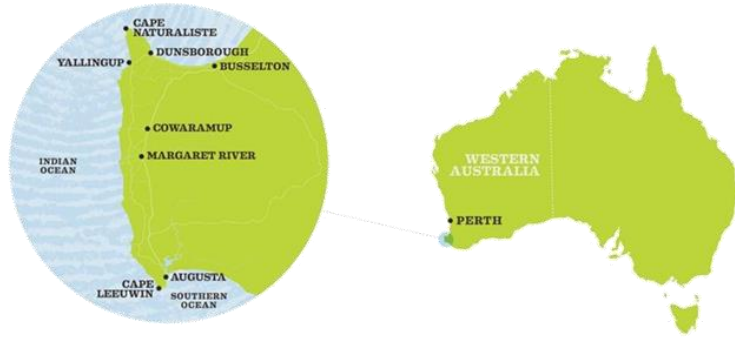 CAPE
NATURALISTE
DUNSBOROUGH
YALLINGUP
BUSSELTON
COWARAMUP
MARGARET RIVER
INDIAN
OCEAN
AUGUSTA
CAPE
LEEUWIN
SOUTHERN
OCEAN
WESTERN
AUSTRALIA
PERTH